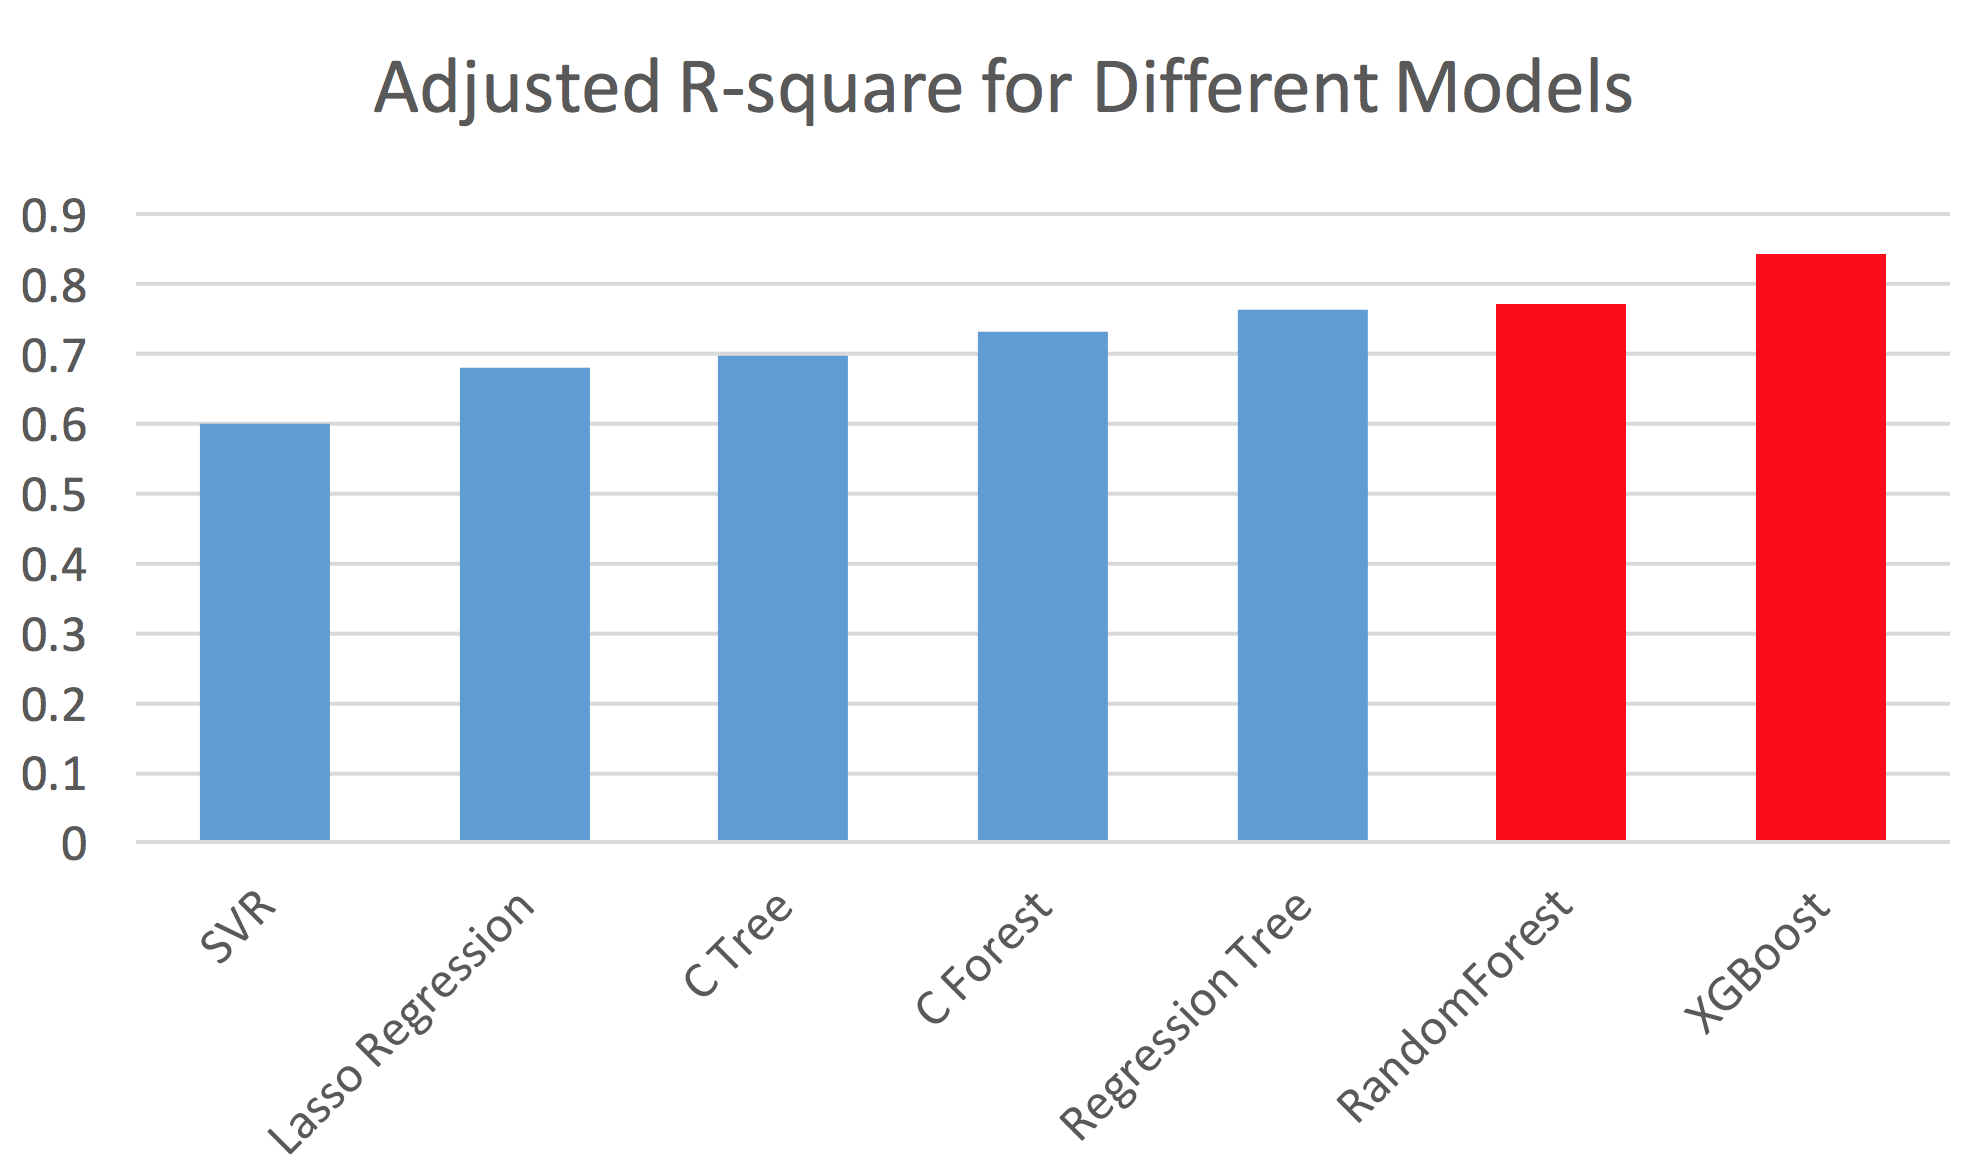 Adjusted R-square for Different Models
0.9
0.8
0.7
0.6
0.5
0.4
0.3
0.2
0.1
0
SVR
Lasso Regression
C Tree
C Forest
Regression Tree
RandomForest
XGBoost